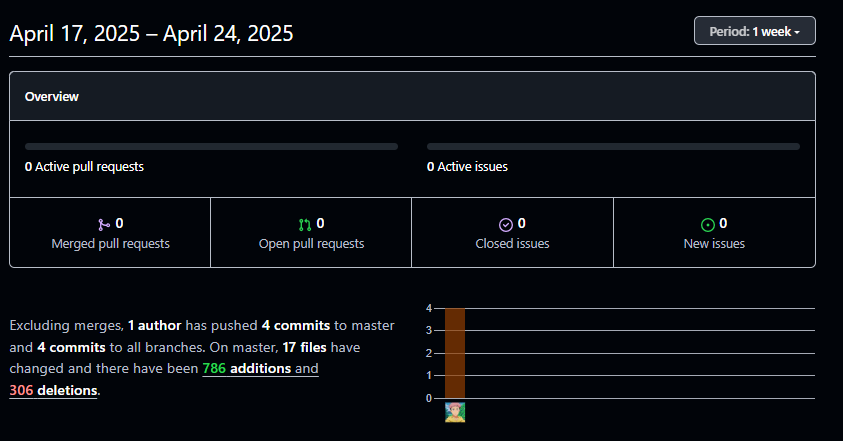 April 17, 2025 – April 24, 2025
Period: 1 week
Overview
0 Active pull requests
0 Active issues
0
Merged pull requests
0
Open pull requests
0
Closed issues
0
New issues
Excluding merges, 1 author has pushed 4 commits to master
and 4 commits to all branches. On master, 17 files have
changed and there have been 786 additions and
306 deletions.
4
3
2
1
0